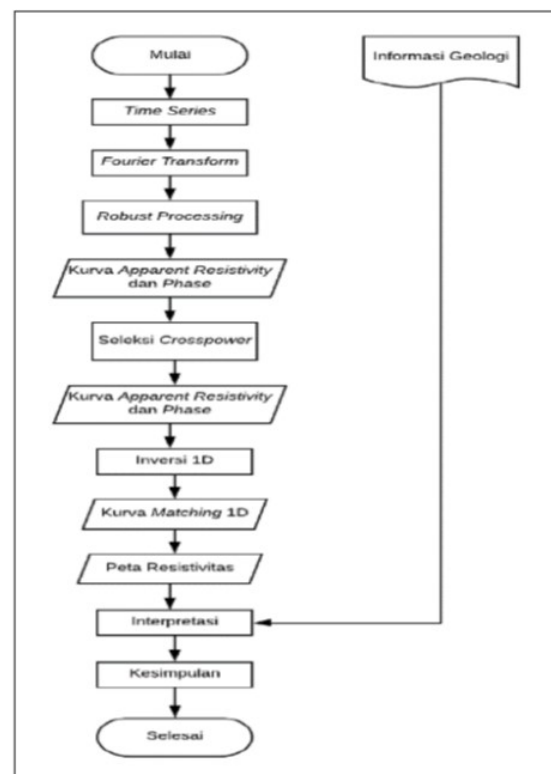 Mulai
Informasi Geologi
Time Series
Fourier Transform
Robust Processing
Kurva Apparent Resistivity
dan Phase
Seleksi Crosspower
Kurva Apparent Resistivity
dan Phase
Inversi 1D
Kurva Matching 1D
Peta Resistivitas
Interpretasi
Kesimpulan
Selesai